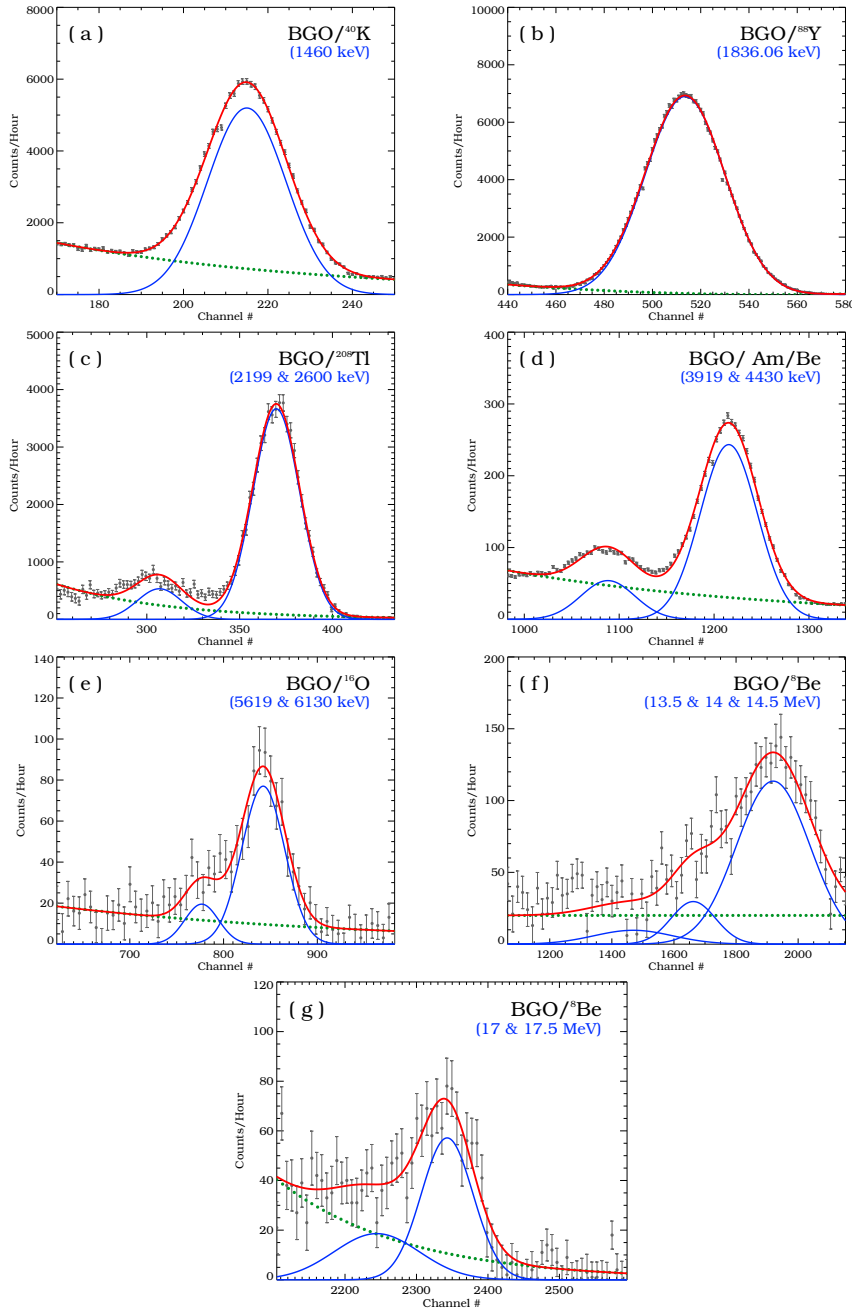 ( a )
BGO/⁴⁰K
(1460 keV)
8000
6000
4000
2000
0
Counts/Hour
180 200 220 240
Channel #
( b )
BGO/⁸⁸Y
(1836.06 keV)
10000
8000
6000
4000
2000
0
Counts/Hour
440 460 480 500 520 540 560 580
Channel #
( c )
BGO/²⁰⁸Tl
(2199 & 2600 keV)
5000
4000
3000
2000
1000
0
Counts/Hour
300 350 400
Channel #
( d )
BGO/ Am/Be
(3919 & 4430 keV)
400
300
200
100
0
Counts/Hour
1000 1100 1200 1300
Channel #
( e )
BGO/¹⁶O
(5619 & 6130 keV)
140
120
100
80
60
40
20
0
Counts/Hour
700 800 900
Channel #
( f )
BGO/⁸Be
(13.5 & 14 & 14.5 MeV)
200
150
100
50
0
Counts/Hour
1200 1400 1600 1800 2000
Channel #
( g )
BGO/⁸Be
(17 & 17.5 MeV)
120
100
80
60
40
20
0
Counts/Hour
2200 2300 2400 2500
Channel #